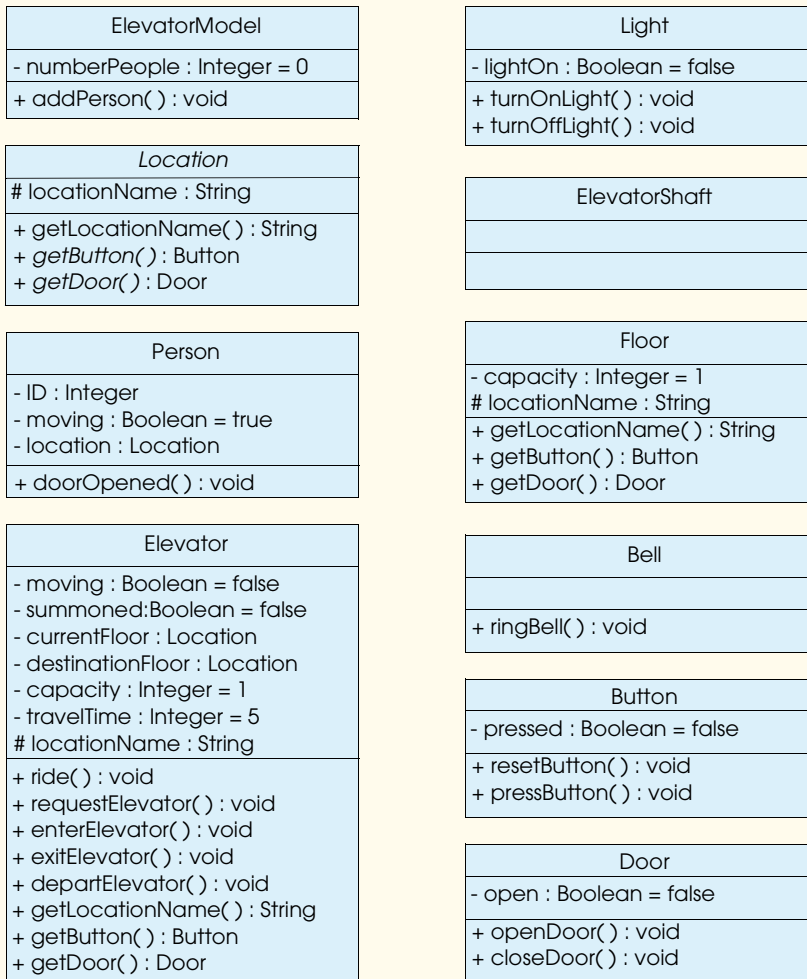 ElevatorModel
- numberPeople : Integer = 0
+ addPerson( ) : void
Location
# locationName : String
+ getLocationName( ) : String
+ getButton( ) : Button
+ getDoor( ) : Door
Person
- ID : Integer
- moving : Boolean = true
- location : Location
+ doorOpened( ) : void
Elevator
- moving : Boolean = false
- summoned:Boolean = false
- currentFloor : Location
- destinationFloor : Location
- capacity : Integer = 1
- travelTime : Integer = 5
# locationName : String
+ ride( ) : void
+ requestElevator( ) : void
+ enterElevator( ) : void
+ exitElevator( ) : void
+ departElevator( ) : void
+ getLocationName( ) : String
+ getButton( ) : Button
+ getDoor( ) : Door
Light
- lightOn : Boolean = false
+ turnOnLight( ) : void
+ turnOffLight( ) : void
ElevatorShaft
Floor
- capacity : Integer = 1
# locationName : String
+ getLocationName( ) : String
+ getButton( ) : Button
+ getDoor( ) : Door
Bell
+ ringBell( ) : void
Button
- pressed : Boolean = false
+ resetButton( ) : void
+ pressButton( ) : void
Door
- open : Boolean = false
+ openDoor( ) : void
+ closeDoor( ) : void